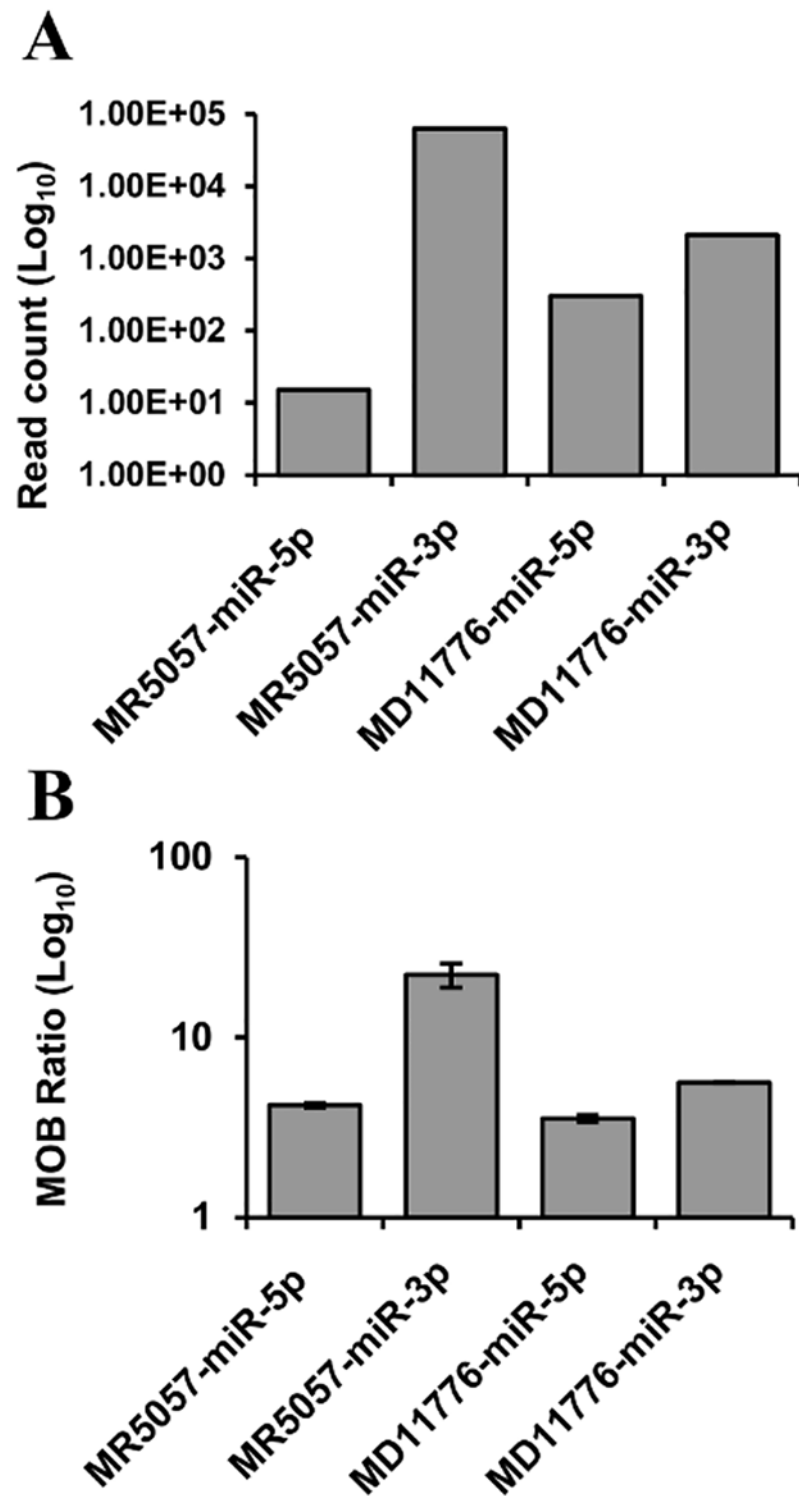 A
Read count (Log10)
1.00E+05
1.00E+04
1.00E+03
1.00E+02
1.00E+01
1.00E+00
MR5057-miR-5p
MR5057-miR-3p
MD11776-miR-5p
MD11776-miR-3p
B
MOB Ratio (Log10)
100
10
1
MR5057-miR-5p
MR5057-miR-3p
MD11776-miR-5p
MD11776-miR-3p